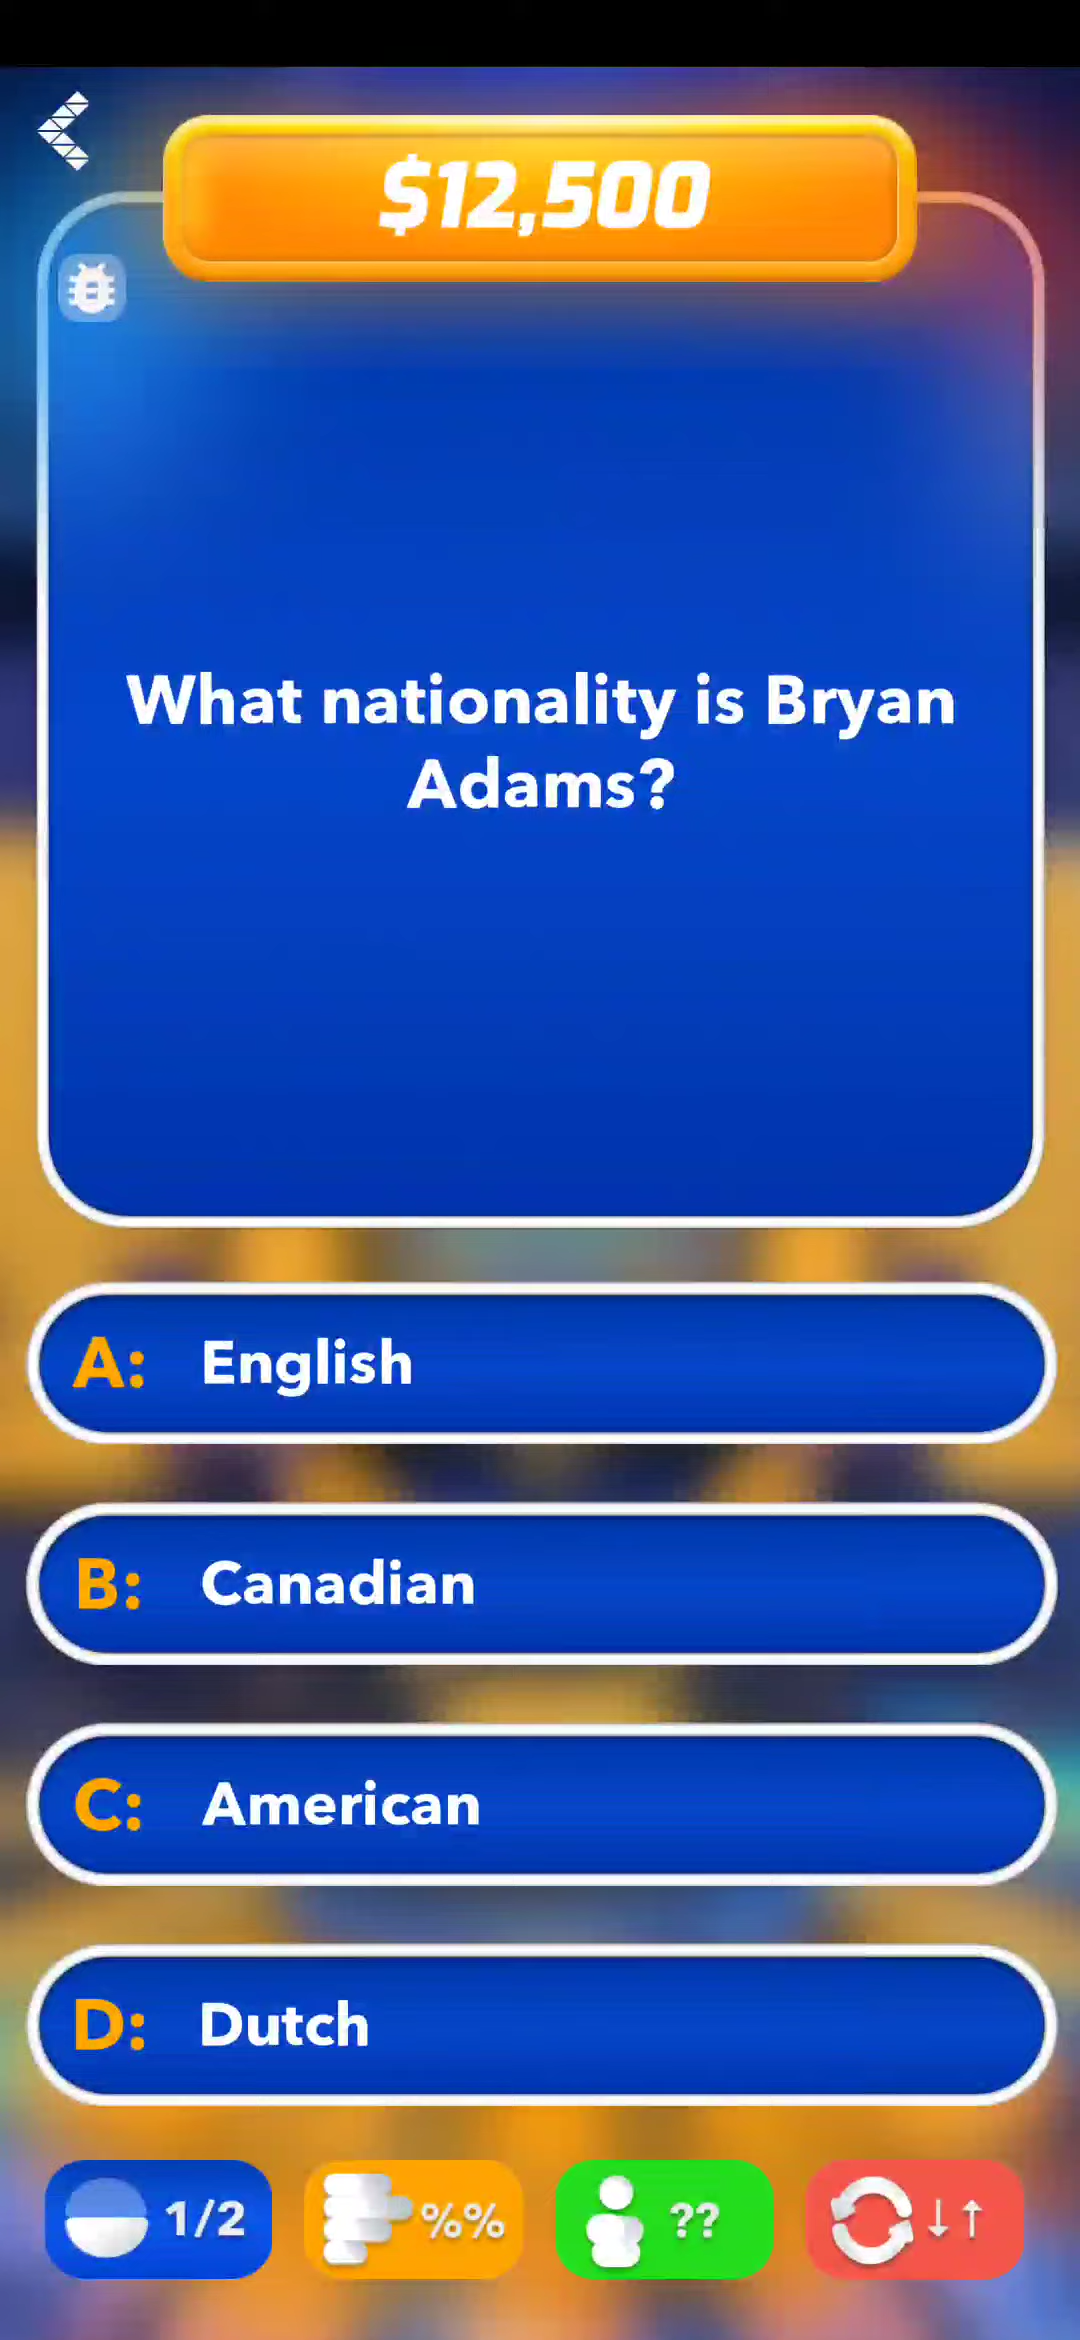 $12,500
What nationality is Bryan
Adams?
A: English
B: Canadian
C: American
D: Dutch
1/2 %% ?? ↓↑